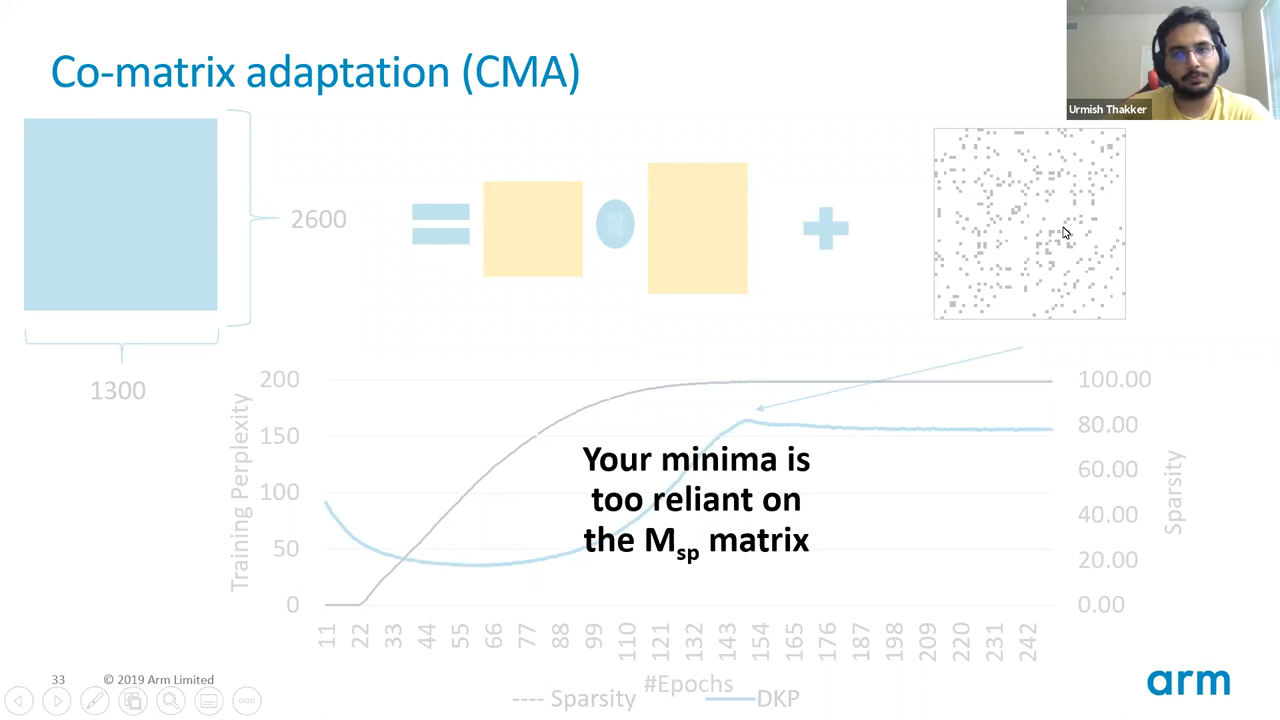 Co-matrix adaptation (CMA)
Urmish Thakker
2600
1300
Training Perplexity
200
150
100
50
0
100.00
80.00
60.00
40.00
20.00
0.00
Sparsity
Your minima is
too reliant on
the Msp matrix
11 22 33 44 55 66 77 88 99 110 121 132 143 154 165 176 187 198 209 220 231 242
#Epochs
Sparsity DKP
33 © 2019 Arm Limited
arm